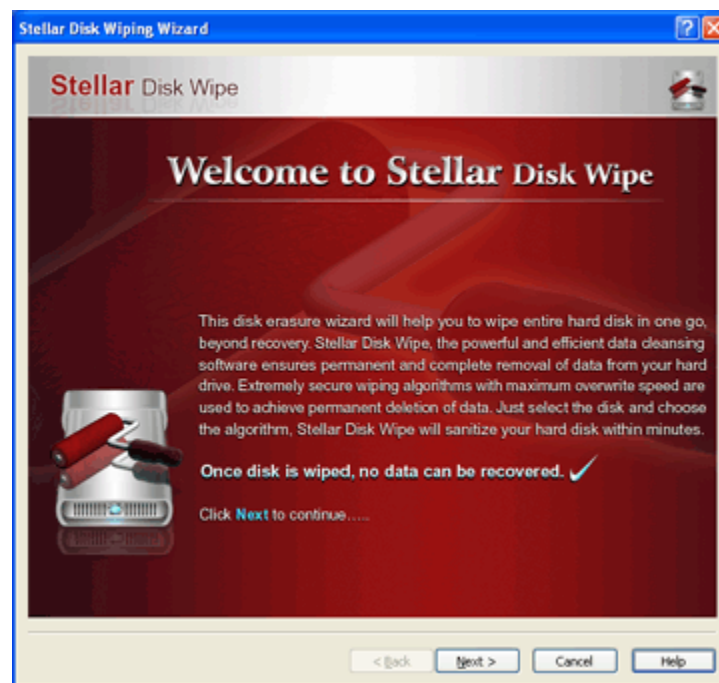 Stellar Disk Wiping Wizard
Stellar Disk Wipe
Welcome to Stellar Disk Wipe
This disk erasure wizard will help you to wipe entire hard disk in one go,
beyond recovery. Stellar Disk Wipe, the powerful and efficient data cleansing
software ensures permanent and complete removal of data from your hard
drive. Extremely secure wiping algorithms with maximum overwrite speed are
used to achieve permanent deletion of data. Just select the disk and choose
the algorithm, Stellar Disk Wipe will sanitize your hard disk within minutes.
Once disk is wiped, no data can be recovered.
Click Next to continue.....
< Back Next > Cancel Help